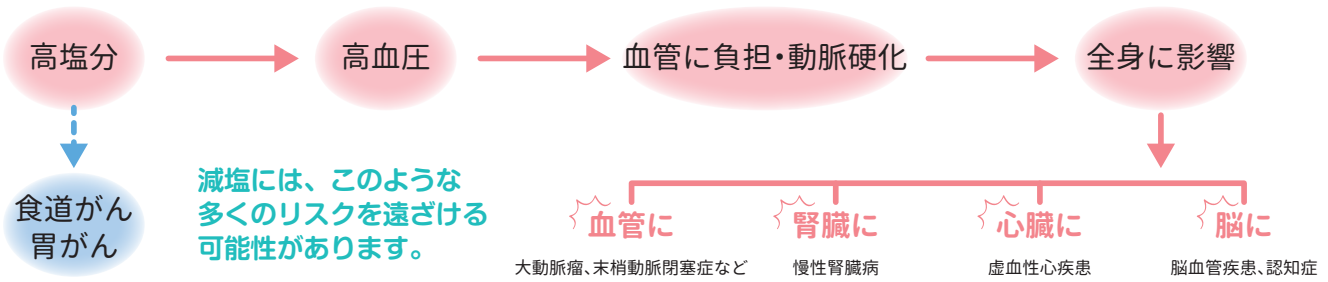 高塩分
高血圧
血管に負担・動脈硬化
全身に影響
食道がん
胃がん
減塩には、このような
多くのリスクを遠ざける
可能性があります。
血管に
腎臓に
心臓に
脳に
大動脈瘤、末梢動脈閉塞症など
慢性腎臓病
虚血性心疾患
脳血管疾患、認知症